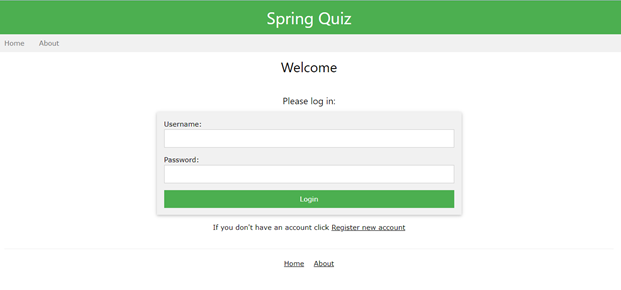 Spring Quiz
Home About
Welcome
Please log in:
Username:
Password:
Login
If you don't have an account click Register new account
Home About